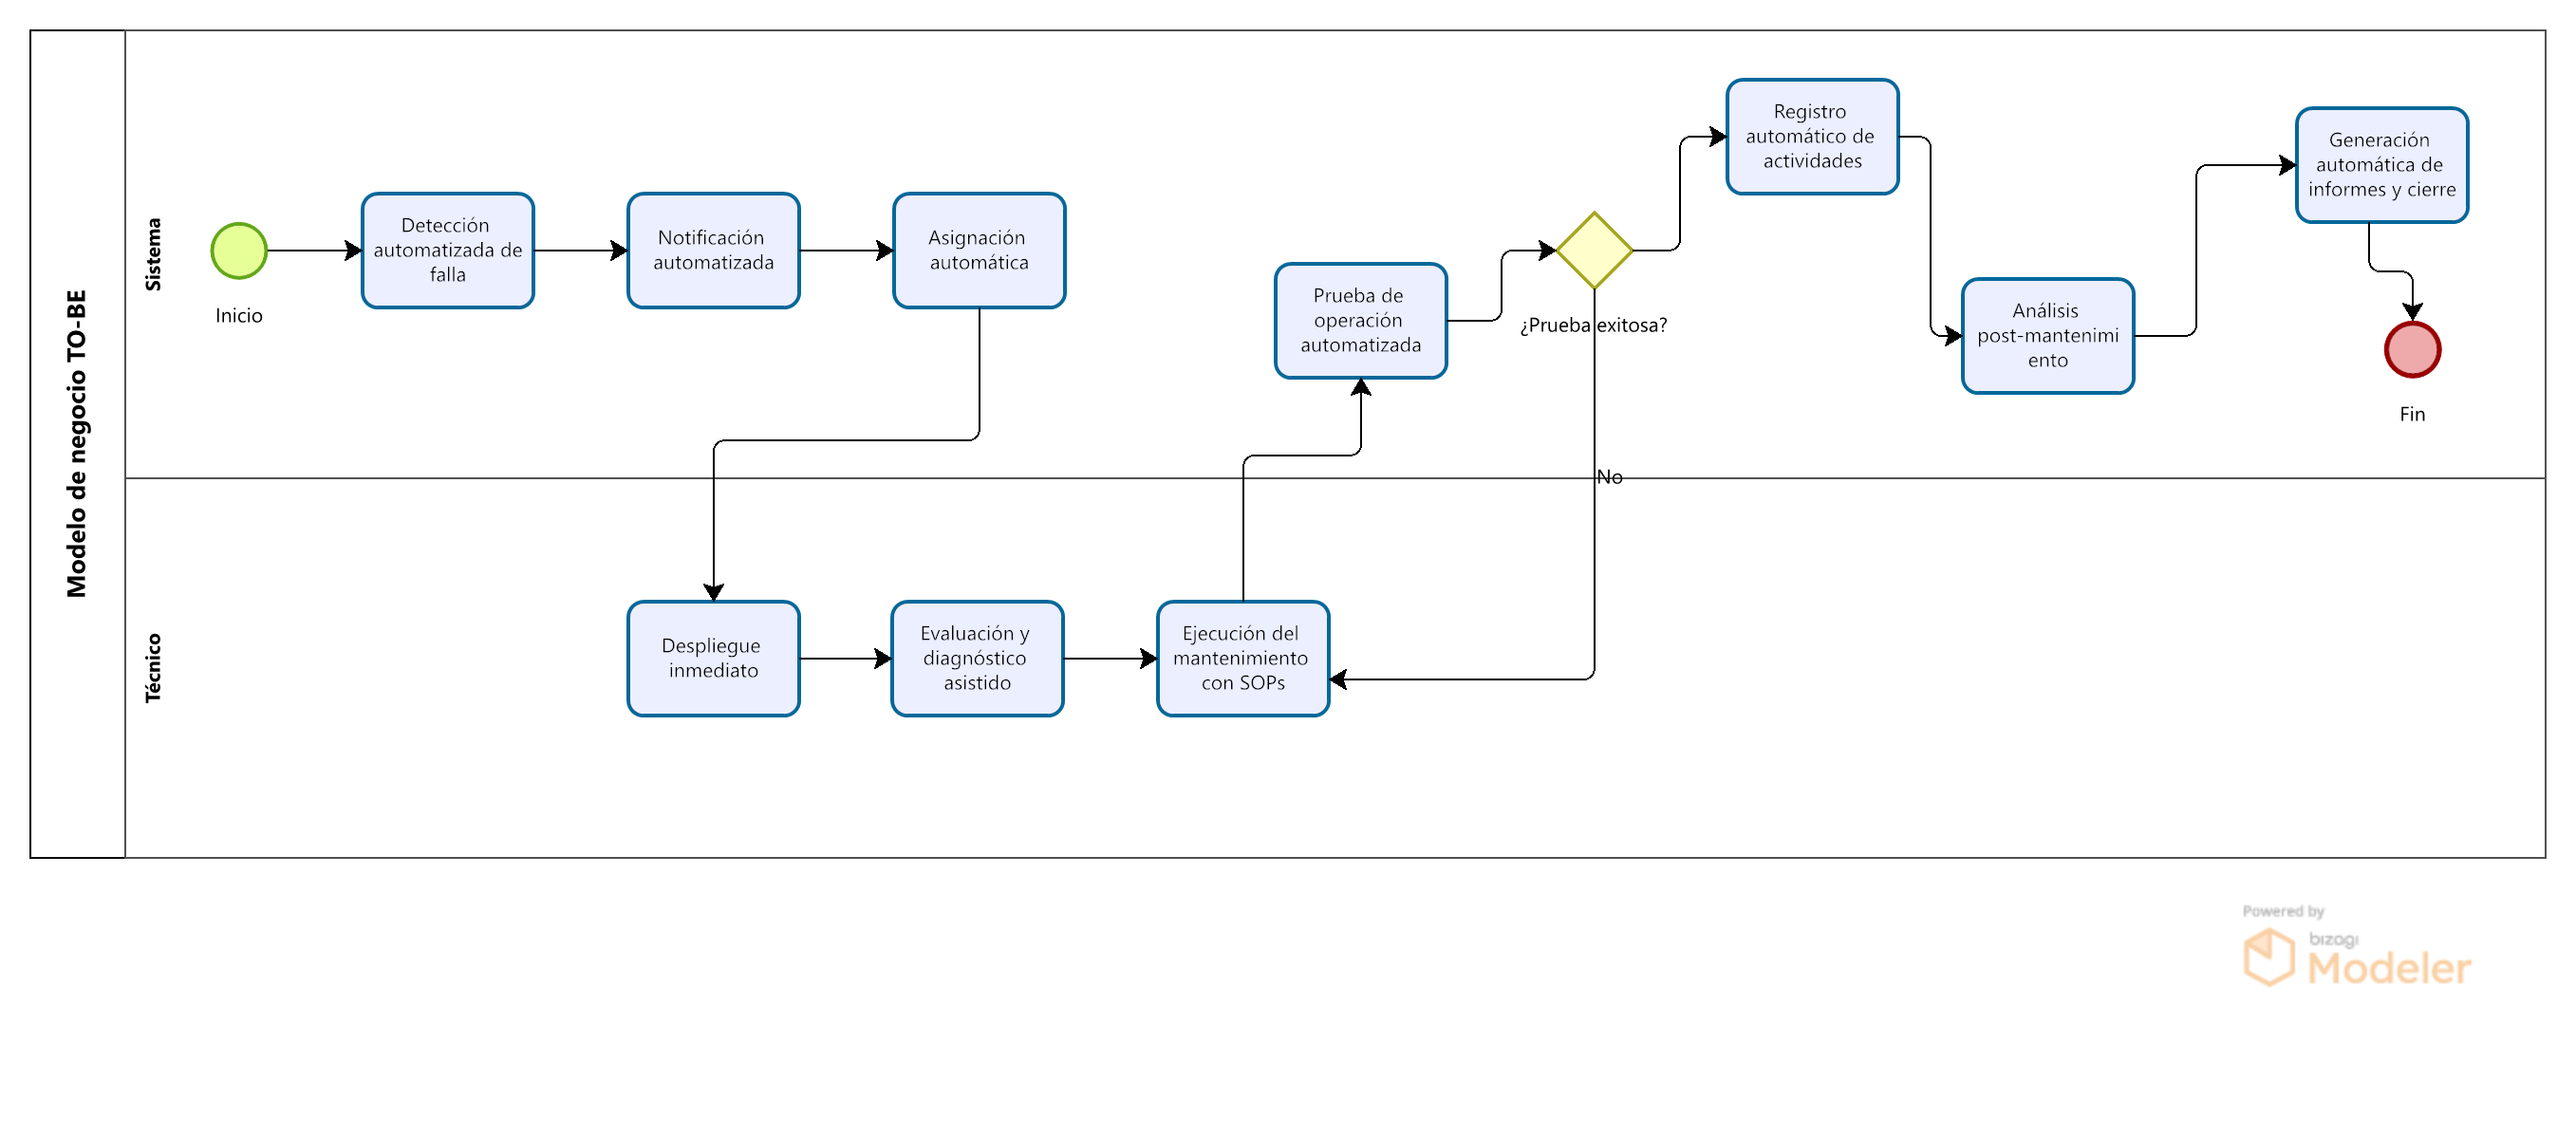 Modelo de negocio TO-BE
Sistema
Inicio
Detección
automatizada de
falla
Notificación
automatizada
Asignación
automática
Prueba de
operación
automatizada
¿Prueba exitosa?
No
Registro
automático de
actividades
Análisis
post-mantenimi
ento
Generación
automática de
informes y cierre
Fin
Técnico
Despliegue
inmediato
Evaluación y
diagnóstico
asistido
Ejecución del
mantenimiento
con SOPs
Powered by
bizagi
Modeler